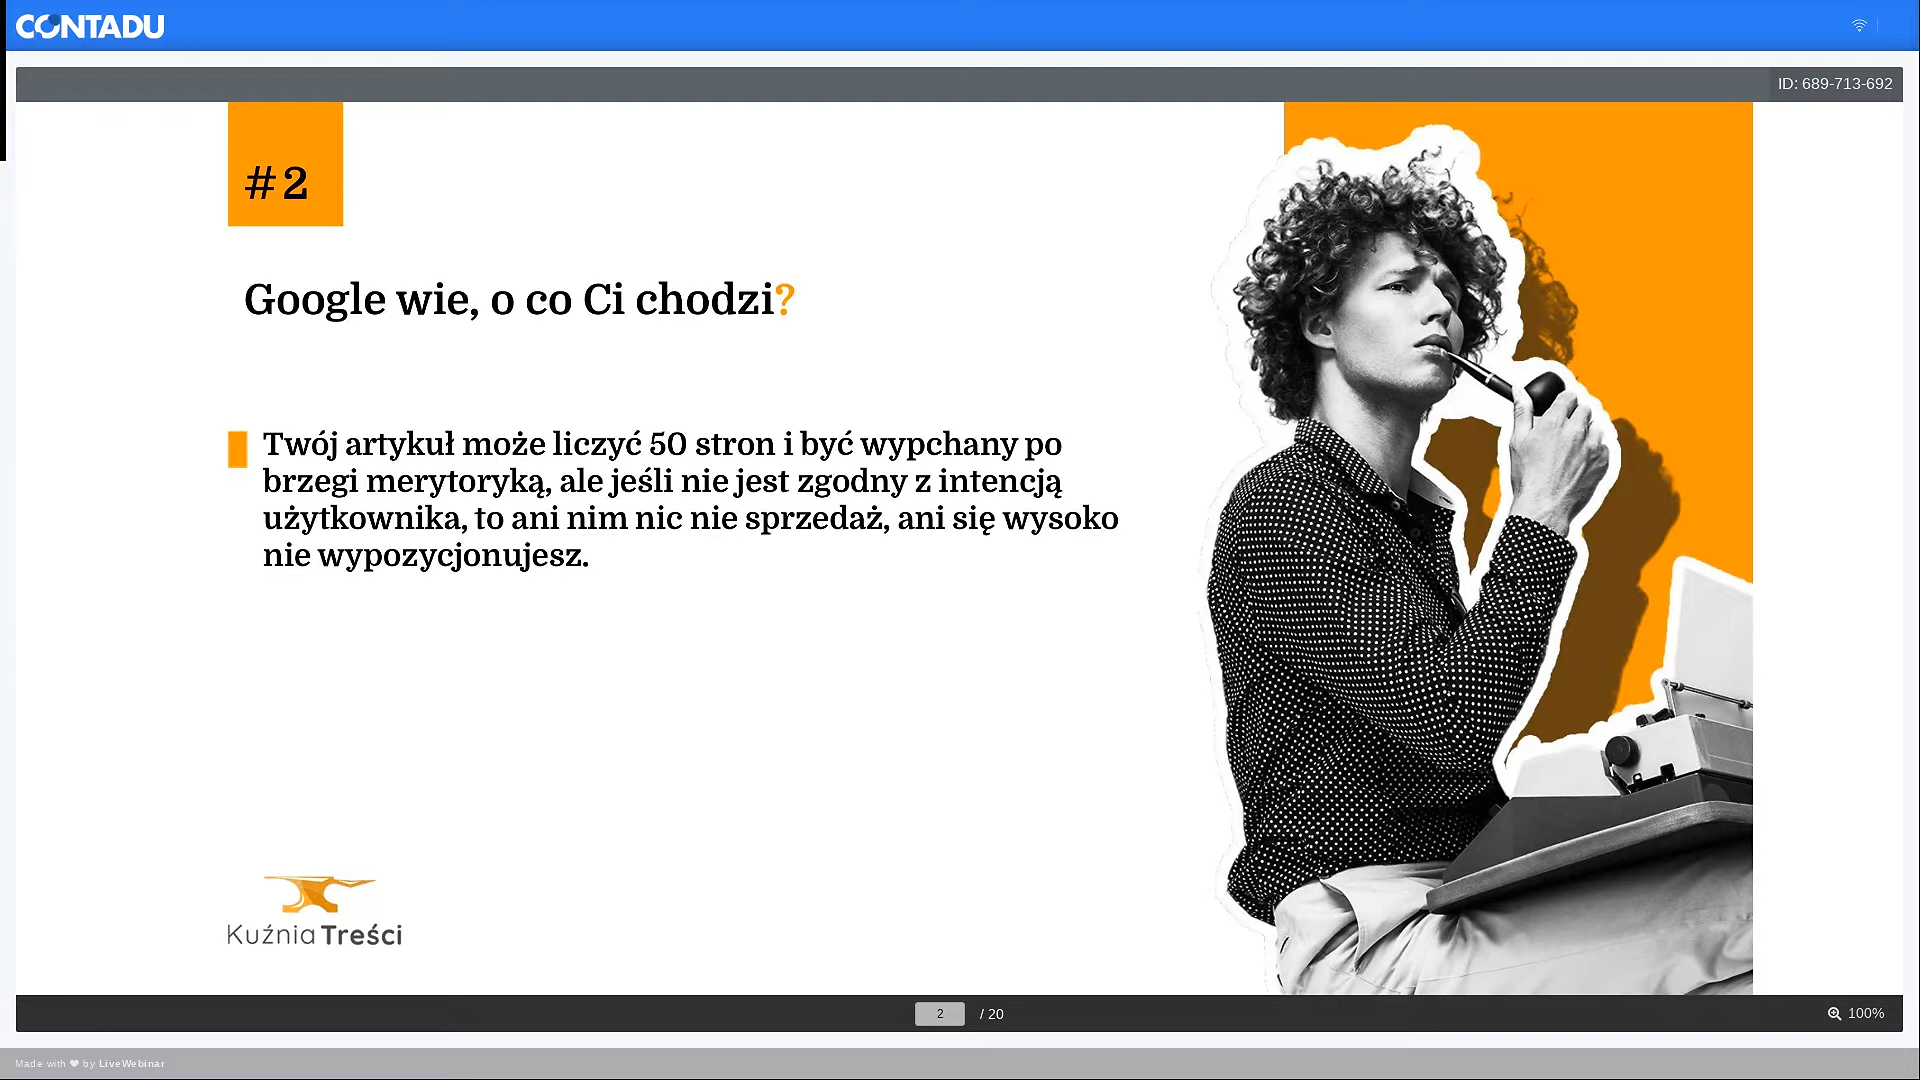 CONTADU
ID: 689-713-692
#2
Google wie, o co Ci chodzi?
Twój artykuł może liczyć 50 stron i być wypchany po
brzegi merytoryką, ale jeśli nie jest zgodny z intencją
użytkownika, to ani nim nic nie sprzedaż, ani się wysoko
nie wypozycjonujesz.
Kuźnia Treści
2 / 20
100%
Made with ❤ by LiveWebinar